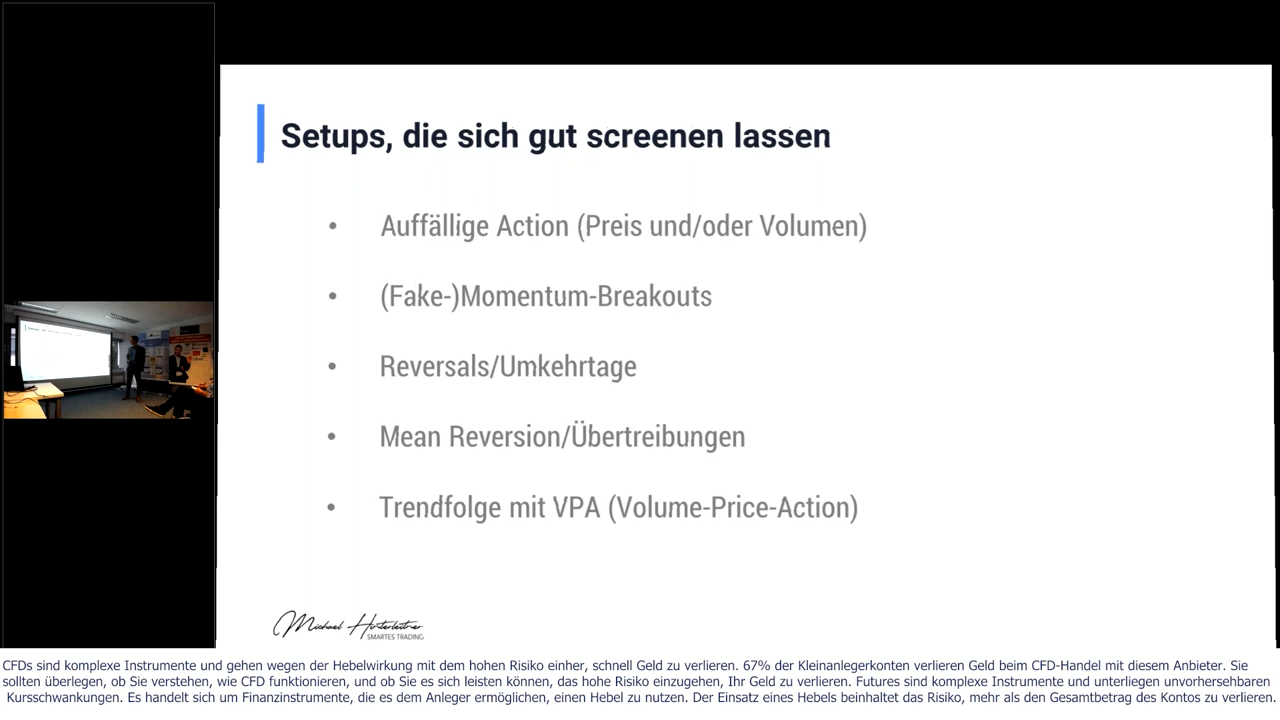 Setups, die sich gut screenen lassen
• Auffällige Action (Preis und/oder Volumen)
• (Fake-)Momentum-Breakouts
• Reversals/Umkehrtage
• Mean Reversion/Übertreibungen
• Trendfolge mit VPA (Volume-Price-Action)
Michael Hinterleitner
SMARTES TRADING
CFDs sind komplexe Instrumente und gehen wegen der Hebelwirkung mit dem hohen Risiko einher, schnell Geld zu verlieren. 67% der Kleinanlegerkonten verlieren Geld beim CFD-Handel mit diesem Anbieter. Sie
sollten überlegen, ob Sie verstehen, wie CFD funktionieren, und ob Sie es sich leisten können, das hohe Risiko einzugehen, Ihr Geld zu verlieren. Futures sind komplexe Instrumente und unterliegen unvorhersehbaren
Kursschwankungen. Es handelt sich um Finanzinstrumente, die es dem Anleger ermöglichen, einen Hebel zu nutzen. Der Einsatz eines Hebels beinhaltet das Risiko, mehr als den Gesamtbetrag des Kontos zu verlieren.